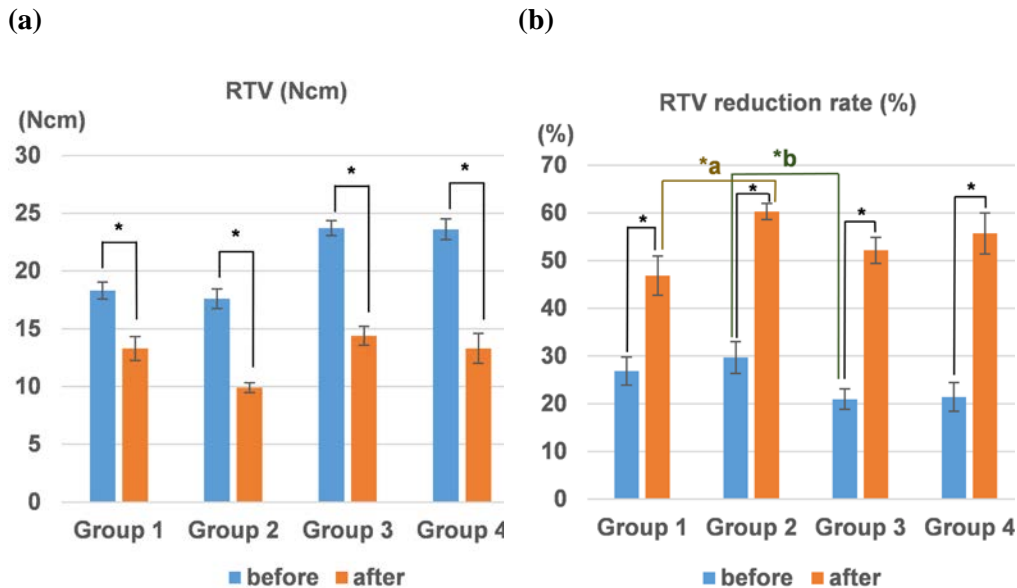 (a)
RTV (Ncm)
(Ncm)
30
25
20
15
10
5
0
*
*
*
*
Group 1 Group 2 Group 3 Group 4
before after
(b)
RTV reduction rate (%)
(%)
70
60
50
40
30
20
10
0
*a
*b
*
*
*
*
Group 1 Group 2 Group 3 Group 4
before after